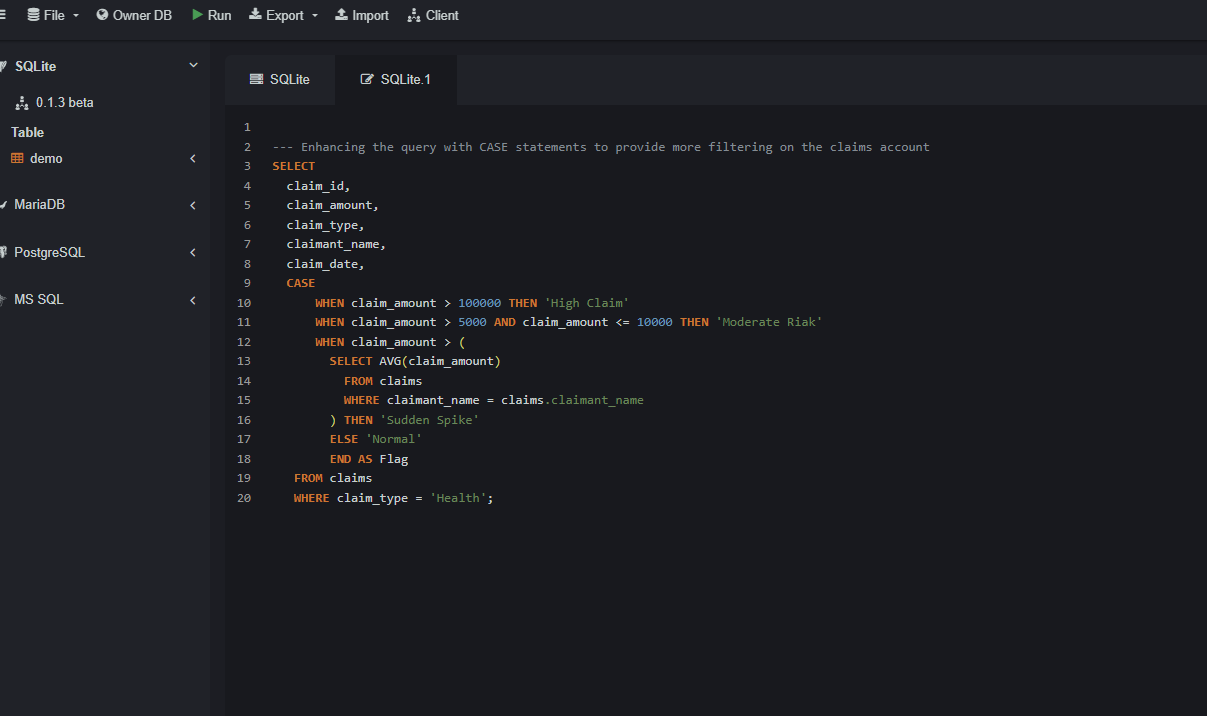 File Owner DB Run Export Import Client
SQLite
0.1.3 beta
Table
demo
MariaDB
PostgreSQL
MS SQL
SQLite SQLite.1
1
2 --- Enhancing the query with CASE statements to provide more filtering on the claims account
3 SELECT
4 claim_id,
5 claim_amount,
6 claim_type,
7 claimant_name,
8 claim_date,
9 CASE
10 WHEN claim_amount > 100000 THEN 'High Claim'
11 WHEN claim_amount > 5000 AND claim_amount <= 10000 THEN 'Moderate Riak'
12 WHEN claim_amount > (
13 SELECT AVG(claim_amount)
14 FROM claims
15 WHERE claimant_name = claims.claimant_name
16 ) THEN 'Sudden Spike'
17 ELSE 'Normal'
18 END AS Flag
19 FROM claims
20 WHERE claim_type = 'Health';